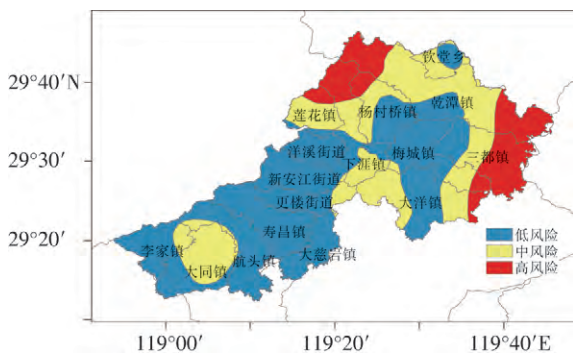 29°40′N
29°30′
29°20′
钦堂乡
乾潭镇
杨村桥镇
莲花镇
洋溪街道
下涯镇
梅城镇
三都镇
新安江街道
更楼街道
大洋镇
寿昌镇
李家镇
大同镇
航头镇
大慈岩镇
低风险
中风险
高风险
119°00′
119°20′
119°40′E